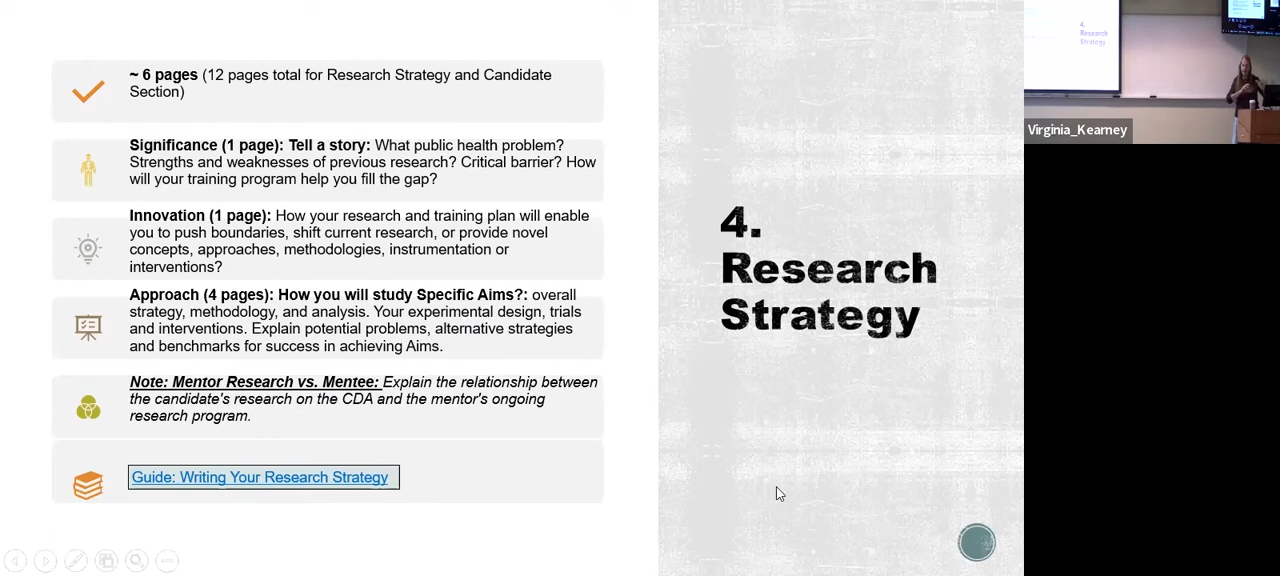 ~ 6 pages (12 pages total for Research Strategy and Candidate
Section)
Significance (1 page): Tell a story: What public health problem?
Strengths and weaknesses of previous research? Critical barrier? How
will your training program help you fill the gap?
Innovation (1 page): How your research and training plan will enable
you to push boundaries, shift current research, or provide novel
concepts, approaches, methodologies, instrumentation or
interventions?
Approach (4 pages): How you will study Specific Aims?: overall
strategy, methodology, and analysis. Your experimental design, trials
and interventions. Explain potential problems, alternative strategies
and benchmarks for success in achieving Aims.
Note: Mentor Research vs. Mentee: Explain the relationship between
the candidate's research on the CDA and the mentor's ongoing
research program.
Guide: Writing Your Research Strategy
4.
Research
Strategy
4.
Research
Strategy
Virginia_Kearney